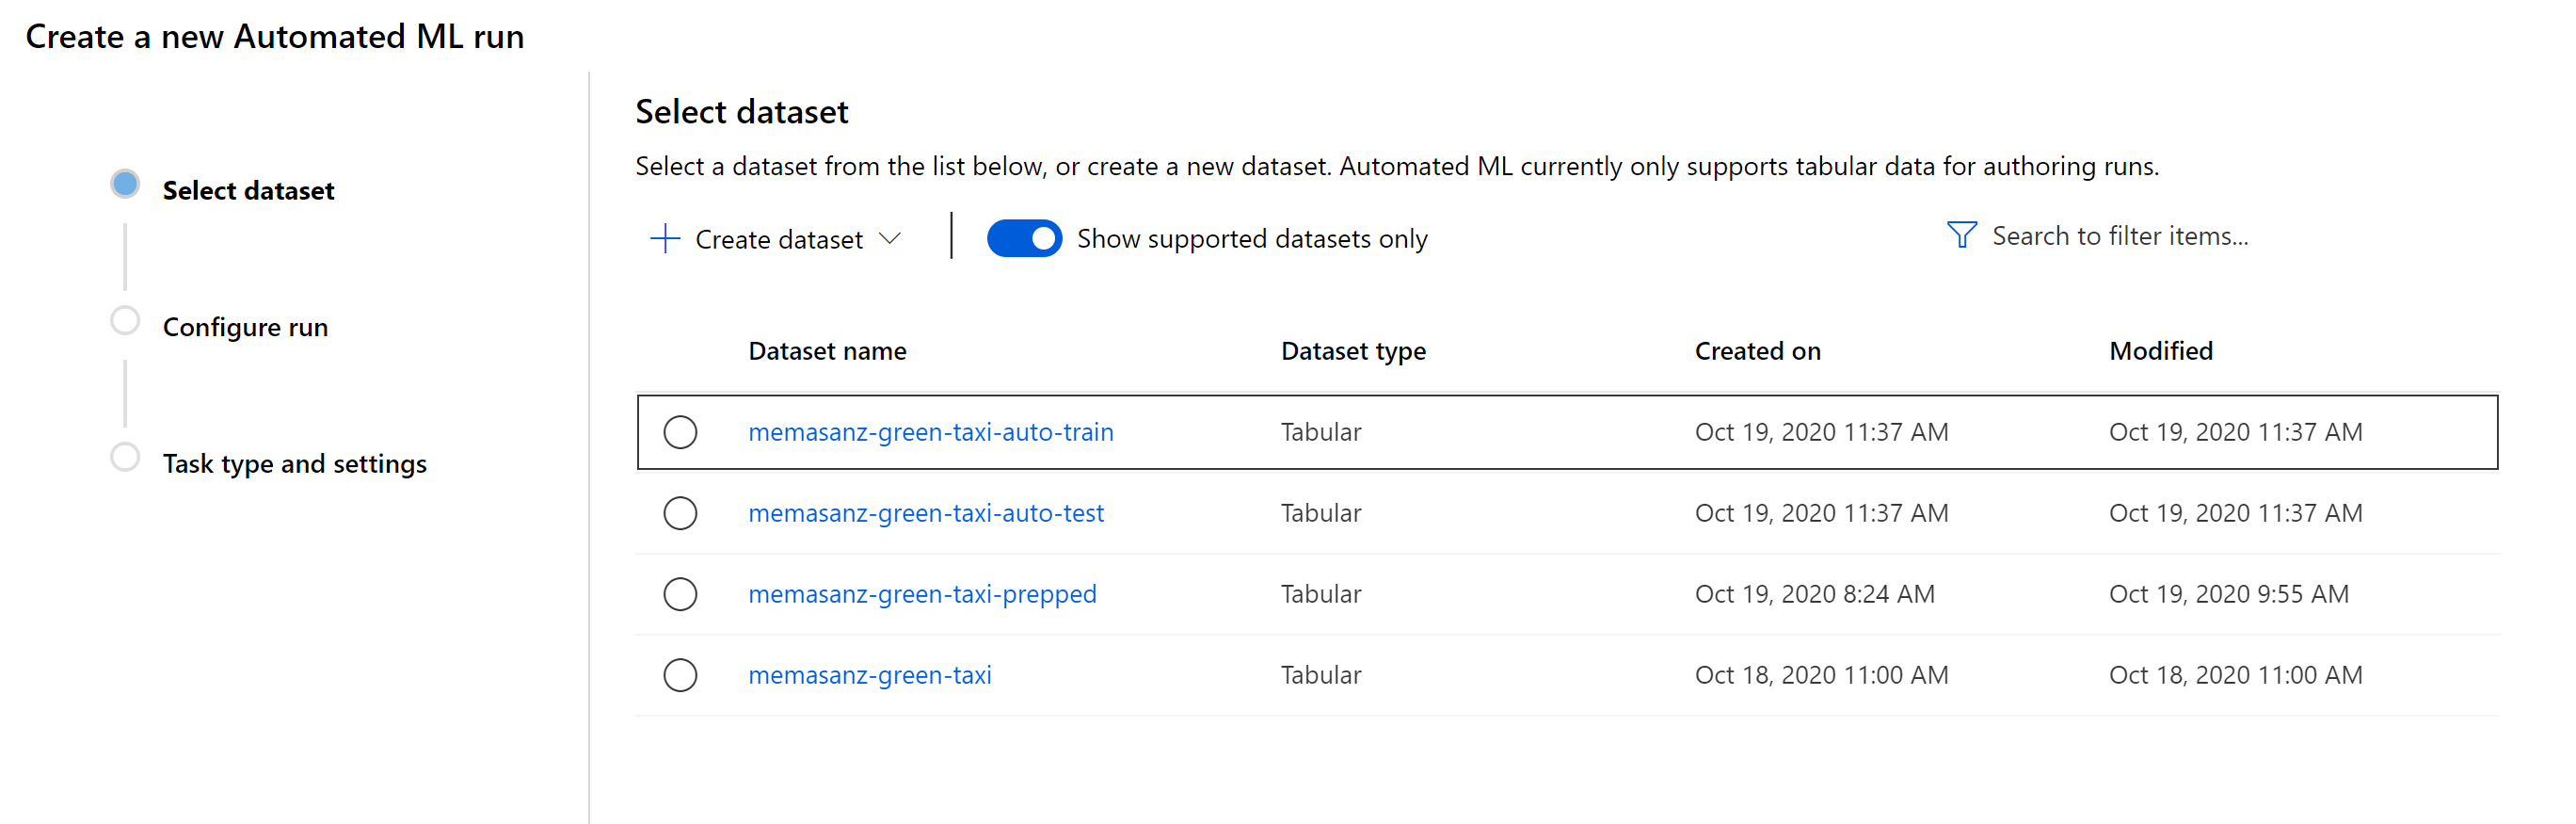 Create a new Automated ML run
Select dataset
Configure run
Task type and settings
Select dataset
Select a dataset from the list below, or create a new dataset. Automated ML currently only supports tabular data for authoring runs.
Create dataset Show supported datasets only Search to filter items...
Dataset name Dataset type Created on Modified
memasanz-green-taxi-auto-train Tabular Oct 19, 2020 11:37 AM Oct 19, 2020 11:37 AM
memasanz-green-taxi-auto-test Tabular Oct 19, 2020 11:37 AM Oct 19, 2020 11:37 AM
memasanz-green-taxi-prepped Tabular Oct 19, 2020 8:24 AM Oct 19, 2020 9:55 AM
memasanz-green-taxi Tabular Oct 18, 2020 11:00 AM Oct 18, 2020 11:00 AM